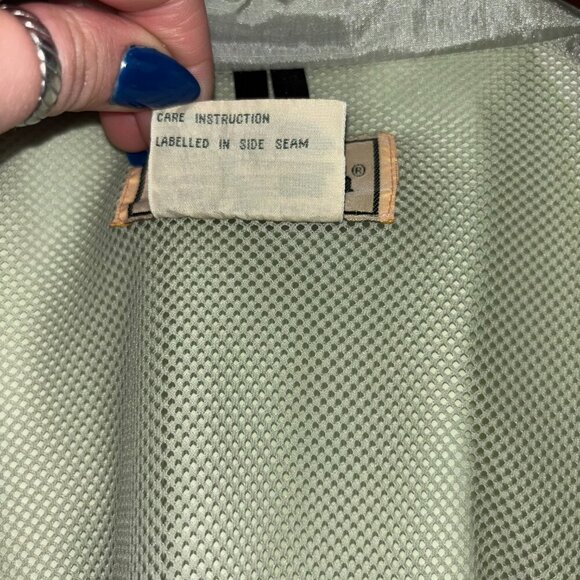 CARE INSTRUCTION
LABELLED IN SIDE SEAM
®